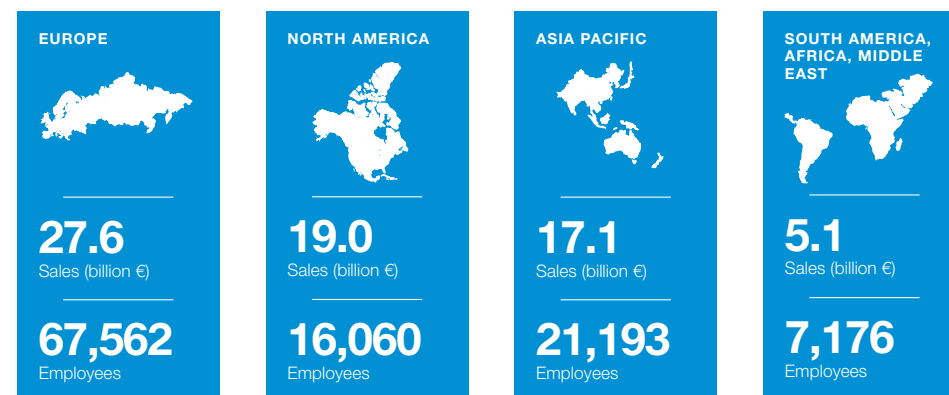 EUROPE
27.6
Sales (billion €)
67,562
Employees
NORTH AMERICA
19.0
Sales (billion €)
16,060
Employees
ASIA PACIFIC
17.1
Sales (billion €)
21,193
Employees
SOUTH AMERICA,
AFRICA, MIDDLE
EAST
5.1
Sales (billion €)
7,176
Employees